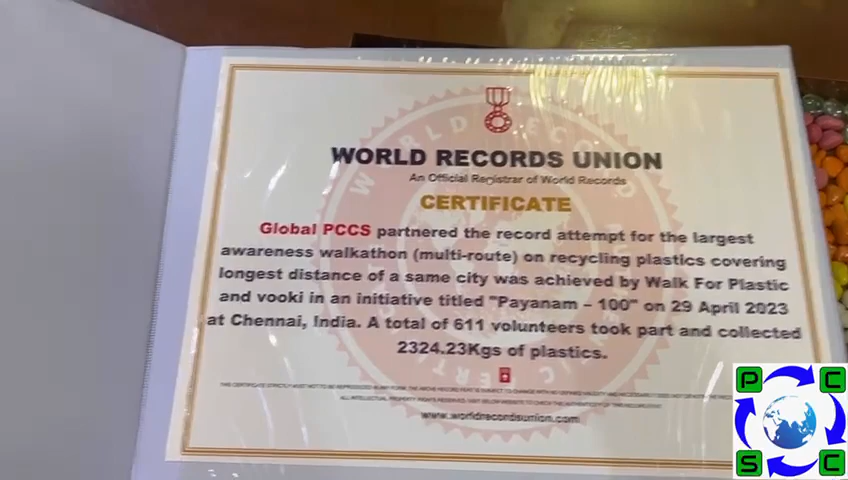 WORLD RECORDS UNION
An Official Registrar of World Records
CERTIFICATE
Global PCCS partnered the record attempt for the largest
awareness walkathon (multi-route) on recycling plastics covering
longest distance of a same city was achieved by Walk For Plastic
and vooki in an initiative titled "Payanam – 100" on 29 April 2023
at Chennai, India. A total of 611 volunteers took part and collected
2324.23Kgs of plastics.
www.worldrecordsunion.com
P C
S C